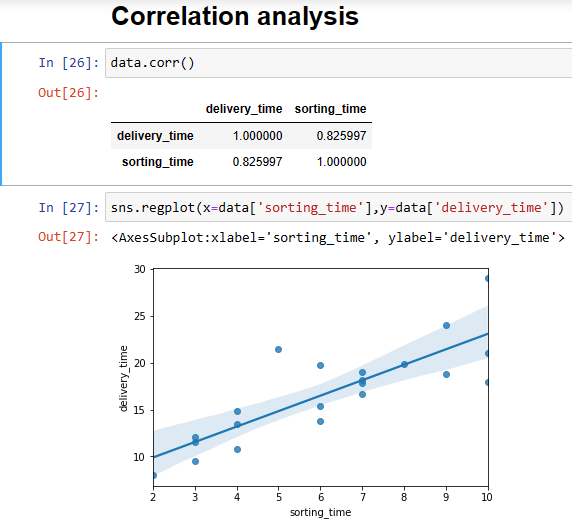 Correlation analysis
In [26]: data.corr()
Out[26]:
delivery_time sorting_time
delivery_time 1.000000 0.825997
sorting_time 0.825997 1.000000
In [27]: sns.regplot(x=data['sorting_time'],y=data['delivery_time'])
Out[27]: <AxesSubplot:xlabel='sorting_time', ylabel='delivery_time'>
30
25
20
15
10
delivery_time
2 3 4 5 6 7 8 9 10
sorting_time